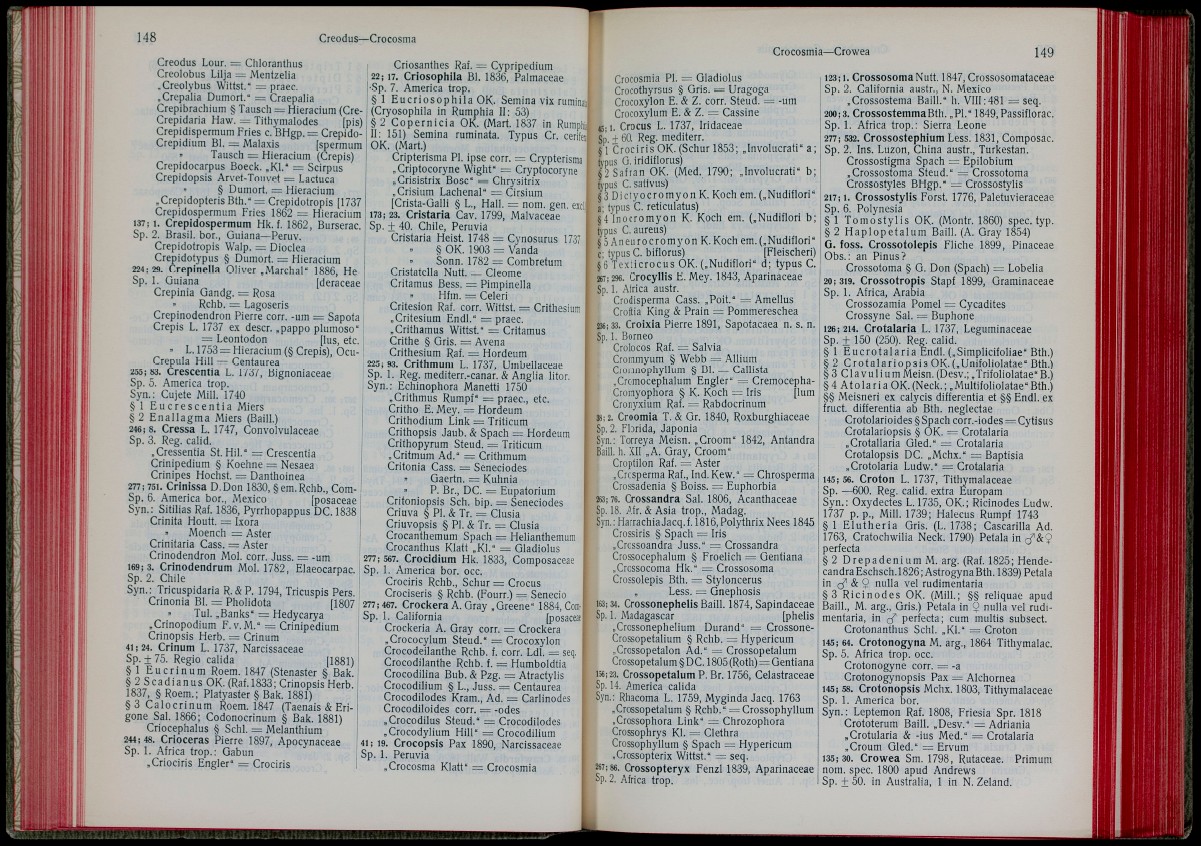 148
Creodus—Crocosma
Creodus Lour. = Chloranthus
Creolobus Lilja = Mentzelia
„Creolybus Wittst.“ = praec.
„Crepalia Dumort.“ = Craepalia
Crepibrachium § Tausch = Hieracium (Cre-
Crepidaria Haw. = Tithymalodes [pis)
Crepidispermum Fries c. BHgp. = Crepido-
Crepidium Bl. = Malaxis [spermum
„ Tausch = Hieracium (Crepis)
Crepidocarpus Boeck. „Kl.“ = Scirpus
Crepidopsis Arvet-Touvet = Lactuca
„ § Dumort. = Hieracium
„Crepidopteris Bth.“ = Crepidotropis [1737
Crepidospermum Fries 1862 = Hieracium
137; 1. Crepidospermum Hk. f. 1862, Burserac.
Sp. 2. Brasil. bor., Guiana—Peruv.
Crepidotropis Walp. = Dioclea
Crepidotypus § Dumort. = Hieracium
224; 29. Crepinella Oliver „Marchal“ 1886, He-
Sp. 1. Guiana [deraceae
Crepinia Gandg. = Rosa
„ Rchb. = Lagoseris
Crepinodendron Pierre corr. -um = Sapota
Crepis L. 1737 ex descr. „pappo plumoso“
= Leontodon [lus, etc.
„ L. 1753 = Hieracium (§ Crepis), Ocu-
Crepula Hill = Centaurea
255; 83. Crescentia L. 1737, Bignoniaceae
Sp. 5. America trop.
Syn.: Cujete Mill. 1740
§ 1 Eucrescentia Miers
§ 2 Enallagma Miers (Baill.)
246; 8. Cressa L. 1747, Convolvulaceae
Sp. 3. Reg. calid.
„Cressentia St. Hil.“ = Crescentia
Crinipedium § Koehne = Nesaea
Crinipes Hochst. = Danthoinea
277; 751. Crinissa D. Don 1830, § em. Rchb., Com-
Sp. 6. America bor., Mexico [posaceae
Syn.: Sitilias Raf. 1836, Pyrrhopappus DC. 1838
Crinita Houtt. = Ixora
„ Moench = Aster
Crinitaria Cass. = Aster
Crinodendron Mol. corr. Juss. = -um
169; 3. Crinodendrum Mol. 1782, Elaeocarpac.
Sp. 2. Chile
Syn.: Tricuspidaria R. & P. 1794, Tricuspis Pers.
Crinonia Bl. = Pholidota [1807
„ Tul. „Banks“ = Hedycarya
„Crinopodium F. v. M.“ = Crinipedium
Crinopsis Herb. = Crinum
41; 24. Crinum L. 1737, Narcissaceae
Sp. ± 75. Regio calida [1881)
§ 1 Eucrinum Roem. 1847 (Stenaster § Bak.
§ 2 Scadianus OK. (Raf. 1833; Crinopsis Herb.
1837, § Roem.; Platyaster § Bak. 1881)
§ 3 Calocrinum Roem. 1847 (Taenais & Eri-
gone Sal. 1866; Codonocrinum § Bak. 1881)
Criocephalus § Schl. = Melanthium
244; 48. Crioceras Pierre 1897, Apocynaceae
Sp. 1. Africa trop.: Gabun
„Criociris Engler“ = Crociris
Criosanthes Raf. = Cypripedium
22; 17. Criosophila Bl. 1836, Palmaceae
Sp. 7. America trop.
§ 1 Eucriosophila OK. Semina vix rumina
(Cryosophila in Rumphia II: 53)
§ 2 Copernicia OK. (Mart. 1837 in Rumph
II: 151) Semina ruminata. Typus Cr. cerifer
OK. (Mart.)
Cripterisma Pl. ipse corr. = Crypterisma
„Criptocoryne Wight“ = Cryptocoryne
„Crisistrix Bosc“ = Chrysitrix
„Crisium Lachenal“ = Cirsium
[Crista-Galli § L., Hall. = nom. gen. excl
173; 23. Cristaria Cav. 1799, Malvaceae
Sp. ± 40. Chile, Peruvia
Cristaria Heist. 1748 = Cynosurus 1737
„ § OK. 1903 = Vanda
„ Sonn. 1782 = Combretum
Cristatella Nutt. = Cleome
Critamus Bess. = Pimpinella
„ Hfm. = Celeri
Critesion Raf. corr. Wittst. = Crithesium
„Critesium Endl.“ = praec.
„Crithamus Wittst.“ = Critamus
Crithe § Gris. = Avena
Crithesium Raf. = Hordeum
225; 93. Crithmum L. 1737, Umbellaceae
Sp. 1. Reg. mediterr.-canar. & Anglia litor.
Syn.: Echinophora Manetti 1750
„Crithmus Rumpf“ = praec., etc.
Critho E. Mey. = Hordeum
Crithodium Link = Triticum
Crithopsis Jaub. & Spach = Hordeum
Crithopyrum Steud. = Triticum
„Critmum Ad.“ = Crithmum
Critonia Cass. = Seneciodes
„ Gaertn. = Kuhnia
„ P. Br., DC. = Eupatorium
Critoniopsis Sch. bip. = Seneciodes
Criuva § Pl. & Tr. = Clusia
Criuvopsis § Pl. & Tr. = Clusia
Crocanthemum Spach = Helianthemum
Crocanthus Klatt „Kl.“ = Gladiolus
277; 567. Crocidium Hk. 1833, Composaceae
Sp. 1. America bor. occ.
Crociris Rchb., Schur = Crocus
Crociseris § Rchb. (Fourr.) = Senecio
277; 467. Crockera A. Gray „Greene“ 1884, Com-
Sp. 1. California [posaceae
Crockeria A. Gray corr. = Crockera
„Crococylum Steud.“ = Crocoxylon
Crocodeilanthe Rchb. f. corr. Ldl. = seq.
Crocodilanthe Rchb. f. = Humboldtia
Crocodilina Bub. & Pzg. = Atractylis
Crocodilium § L., Juss. = Centaurea
Crocodilodes Kram., Ad. = Carlinodes
Crocodiloides corr. = -odes
„Crocodilus Steud.“ = Crocodilodes
„Crocodylium Hill“ = Crocodilium
41; 19. Crocopsis Pax 1890, Narcissaceae
Sp. 1. Peruvia
„Crocosma Klatt“ = Crocosmia
Crocosmia—Crowea
149
Crocosmia Pl. = Gladiolus
Crocothyrsus § Gris. = Uragoga
Crocoxylon E. & Z. corr. Steud. = -um
Crocoxylum E. & Z. = Cassine
45; 1. Crocus L. 1737, Iridaceae
Sp. ± 60. Reg. mediterr.
§ 1 Crociris OK. (Schur 1853; „Involucrati“ a;
typus G. iridiflorus)
§ 2 Safran OK. (Med. 1790; „Involucrati“ b;
typus C. sativus)
§ 3 Dictyocromyon K. Koch em. („Nudiflori“
a; typus C. reticulatus)
§ 4 Inocromyon K. Koch em. („Nudiflori b;
typus C. aureus)
§ 5 Aneurocromyon K. Koch em. („Nudiflori“
c; typus C. biflorus) [Fleischeri)
§ 6 Texticrocus OK. („Nudiflori“ d; typus C.
267; 296. Crocyllis E. Mey. 1843, Aparinaceae
Sp. 1. Africa austr.
Crodisperma Cass. „Poit.“ = Amellus
Croftia King & Prain = Pommereschea
236; 33. Croixia Pierre 1891, Sapotacaea n. s. n.
Sp. 1. Borneo
Crolocos Raf. = Salvia
Crommyum § Webb = Allium
Cromnophyllum § Bl. = Callista
„Cromocephalum Engler“ = Cremocepha-
Cromyophora § K. Koch = Iris [lum
Cronyxium Raf. = Rabdocrinum
38; 2. Croomia T. & Gr. 1840, Roxburghiaceae
Sp. 2. Florida, Japonia
Syn.: Torreya Meisn. „Croom“ 1842, Antandra
Baill. h. XII „A. Gray, Croom“
Croptilon Raf. = Aster
„Crosperma Raf., Ind. Kew.“ = Chrosperma
Crossadenia § Boiss. = Euphorbia
263; 76. Crossandra Sal. 1806, Acanthaceae
Sp. 18. Afr. & Asia trop., Madag.
Syn.: Harrachia Jacq. f. 1816, Polythrix Nees 1845
Crossiris § Spach = Iris
„Crossoandra Juss.“ = Crossandra
Crossocephalum § Froelich = Gentiana
„Crossocoma Hk.“ = Crossosoma
Crossolepis Bth. = Styloncerus
„ Less. = Gnephosis
163; 34. Crossonephelis Baill. 1874, Sapindaceae
Sp. 1. Madagascar [phelis
„Crossonephelium Durand“ = Crossone-
Crossopetalium § Rchb. = Hypericum
„Crossopetalon Ad.“ = Crossopetalum
Crossopetalum § DC. 1805 (Roth) = Gentiana
156; 23. Crossopetalum P. Br. 1756, Celastraceae
Sp. 14. America calida
Syn.: Rhacoma L. 1759, Myginda Jacq. 1763
„Crossopetalum § Rchb.“ = Crossophyllum
„Crossophora Link“ = Chrozophora
Crossophrys Kl. = Clethra
Crossophyllum § Spach = Hypericum
„Crossopterix Wittst.“ = seq.
267; 86. Crossopteryx Fenzl 1839, Aparinaceae
Sp. 2. Africa trop.
123; 1. Crossosoma Nutt. 1847, Crossosomataceae
Sp. 2. California austr., N. Mexico
„Crossostema Baill.“ h. VIII: 481 = seq.
200; 3. Crossostemma Bth. „Pl.“ 1849, Passiflorac.
Sp. 1. Africa trop.: Sierra Leone
277; 532. Crossostephium Less. 1831, Composac.
Sp. 2. Ins. Luzon, China austr., Turkestan.
Crossostigma Spach = Epilobium
„Crossostoma Steud.“ = Crossotoma
Crossostyles BHgp.“ = Crossostylis
217; 1. Crossostylis Forst. 1776, Paletuvieraceae
Sp. 6. Polynesia
§ 1 Tomostylis OK. (Montr. 1860) spec. typ.
§ 2 Haplopetalum Baill. (A. Gray 1854)
G. foss. Crossotolepis Fliche 1899, Pinaceae
Obs.: an Pinus?
Crossotoma § G. Don (Spach) = Lobelia
20; 319. Crossotropis Stapf 1899, Graminaceae
Sp. 1. Africa, Arabia
Crossozamia Pomel = Cycadites
Crossyne Sal. = Buphone
126; 214. Crotalaria L. 1737, Leguminaceae
Sp. ± 150 (250). Reg. calid.
§ 1 Eucrotalaria Endl. („Simplicifoliae“ Bth.)
§ 2 Crotalariopsis OK. („Unifoliolatae“ Bth.)
§ 3 Clavulium Meisn. (Desv.; „Trifoliolatae“ B.)
§ 4 Atolaria OK. (Neck.; „Multifoliolatae“ Bth.)
§§ Meisneri ex calycis differentia et §§ Endl. ex
fruct. differentia ab Bth. neglectae
Crotolarioides § Spach corr. -iodes = Cytisus
Crotalariopsis § OK. = Crotalaria
„Crotallaria Gled.“ = Crotalaria
Crotalopsis DC. „Mchx.“ = Baptisia
„Crotolaria Ludw.“ = Crotalaria
145; 56. Croton L. 1737, Tithymalaceae
Sp. —600. Reg. calid. extra Europam
Syn.: Oxydectes L. 1735, OK.; Ricinodes Ludw.
1737 p. p., Mill. 1739; Halecus Rumpf 1743
§ 1 Elutheria Gris. (L. 1738; Cascarilla Ad.
1763, Cratochwilia Neck. 1790) Petala in ♂ & ♀
perfecta
§ 2 Drepadenium M. arg. (Raf. 1825; Hende-
candra Eschsch. 1826; Astrogyna Bth. 1839) Petala
in ♂ & ♀ nulla vel rudimentaria
§ 3 Ricinodes OK. (Mill.; §§ reliquae apud
Baill., M. arg., Gris.) Petala in ♀ nulla vel rudi-
mentaria, in ♂ perfecta; cum multis subsect.
Crotonanthus Schl. „Kl.“ = Croton
145; 64. Crotonogyna M. arg., 1864 Tithymalac.
Sp. 5. Africa trop. occ.
Crotonogyne corr. = -a
Crotonogynopsis Pax = Alchornea
145; 58. Crotonopsis Mchx. 1803, Tithymalaceae
Sp. 1. America bor.
Syn.: Leptemon Raf. 1808, Friesia Spr. 1818
Crototerum Baill. „Desv.“ = Adriania
„Crotularia & -ius Med.“ = Crotalaria
„Croum Gled.“ = Ervum
135; 30. Crowea Sm. 1798, Rutaceae. Primum
nom. spec. 1800 apud Andrews
Sp. ± 50. in Australia, 1 in N. Zeland.